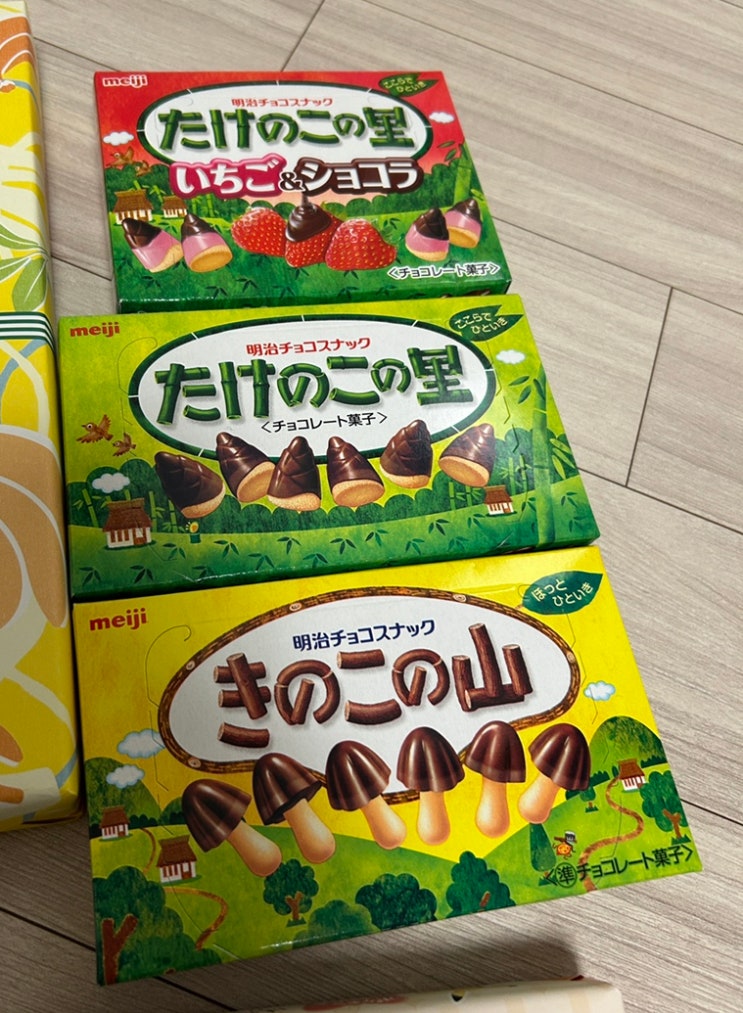 meiji
ここらで
ひといき
明治チョコスナック
たけのこの里
いちご&ショコラ
<チョコレート菓子>
meiji
ここらで
ひといき
明治チョコスナック
たけのこの里
<チョコレート菓子>
meiji
ほっと
ひといき
明治チョコスナック
きのこの山
<準チョコレート菓子>